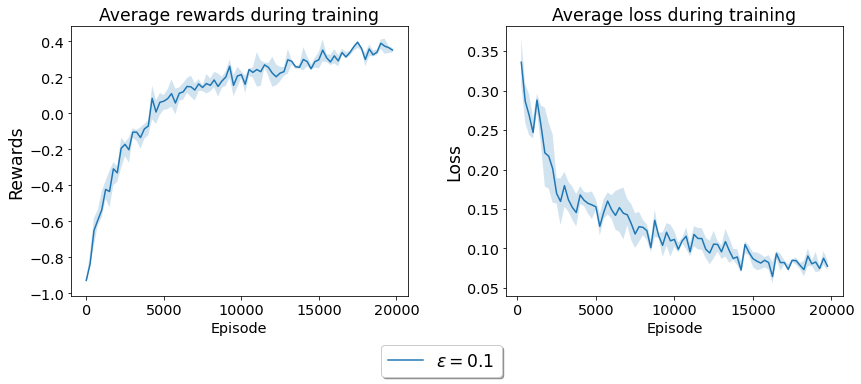 Average rewards during training
0.4
0.2
0.0
−0.2
−0.4
−0.6
−0.8
−1.0
Rewards
0 5000 10000 15000 20000
Episode
Average loss during training
0.35
0.30
0.25
0.20
0.15
0.10
0.05
Loss
0 5000 10000 15000 20000
Episode
ε = 0.1